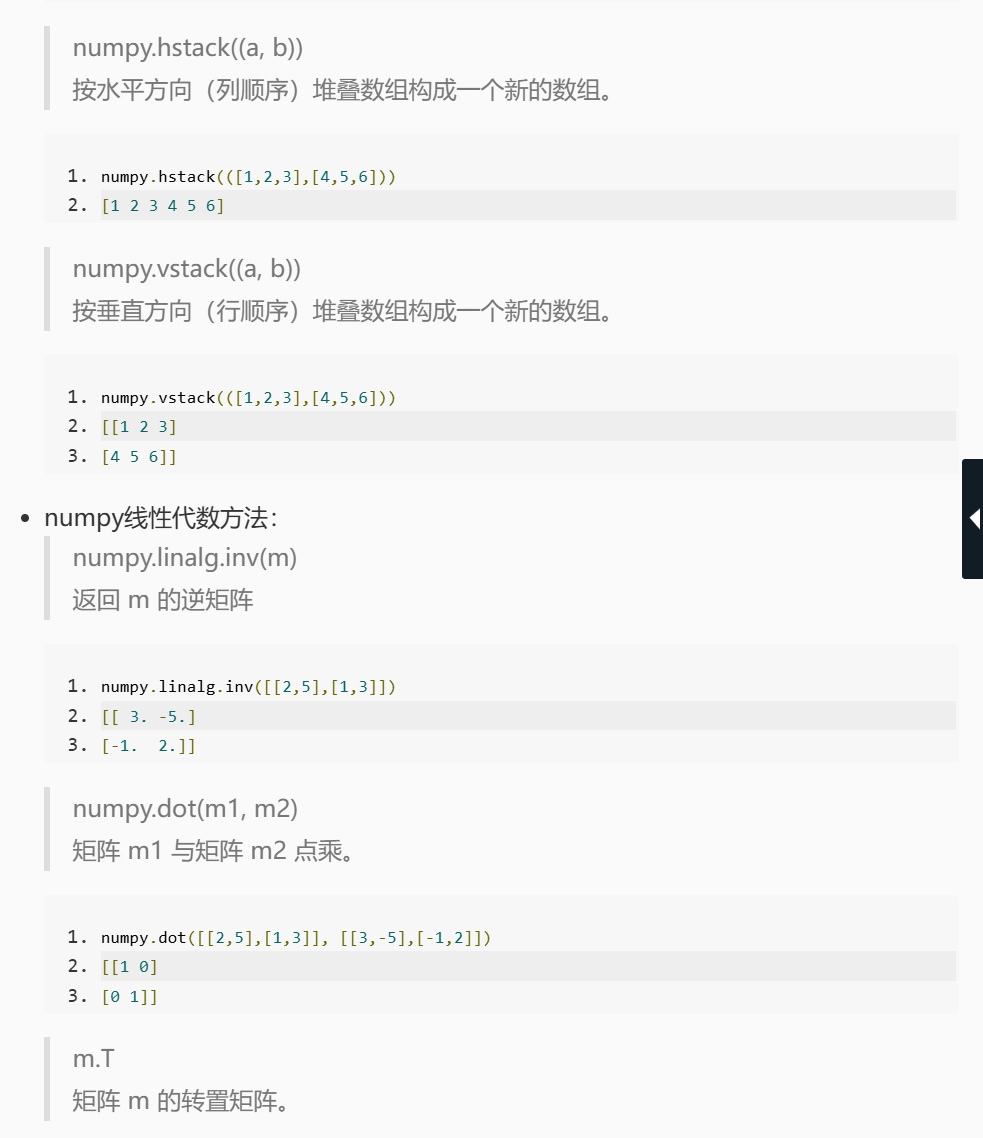 numpy.hstack((a, b))
按水平方向（列顺序）堆叠数组构成一个新的数组。
1. numpy.hstack(([1,2,3],[4,5,6]))
2. [1 2 3 4 5 6]
numpy.vstack((a, b))
按垂直方向（行顺序）堆叠数组构成一个新的数组。
1. numpy.vstack(([1,2,3],[4,5,6]))
2. [[1 2 3]
3. [4 5 6]]
• numpy线性代数方法：
numpy.linalg.inv(m)
返回 m 的逆矩阵
1. numpy.linalg.inv([[2,5],[1,3]])
2. [[ 3. -5.]
3. [-1.  2.]]
numpy.dot(m1, m2)
矩阵 m1 与矩阵 m2 点乘。
1. numpy.dot([[2,5],[1,3]], [[3,-5],[-1,2]])
2. [[1 0]
3. [0 1]]
m.T
矩阵 m 的转置矩阵。